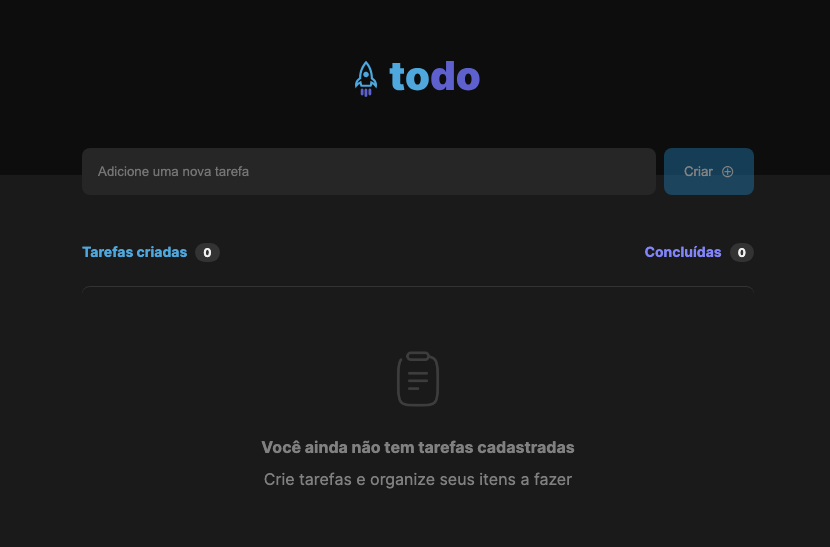 todo
Adicione uma nova tarefa
Criar
Tarefas criadas 0
Concluídas 0
Você ainda não tem tarefas cadastradas
Crie tarefas e organize seus itens a fazer